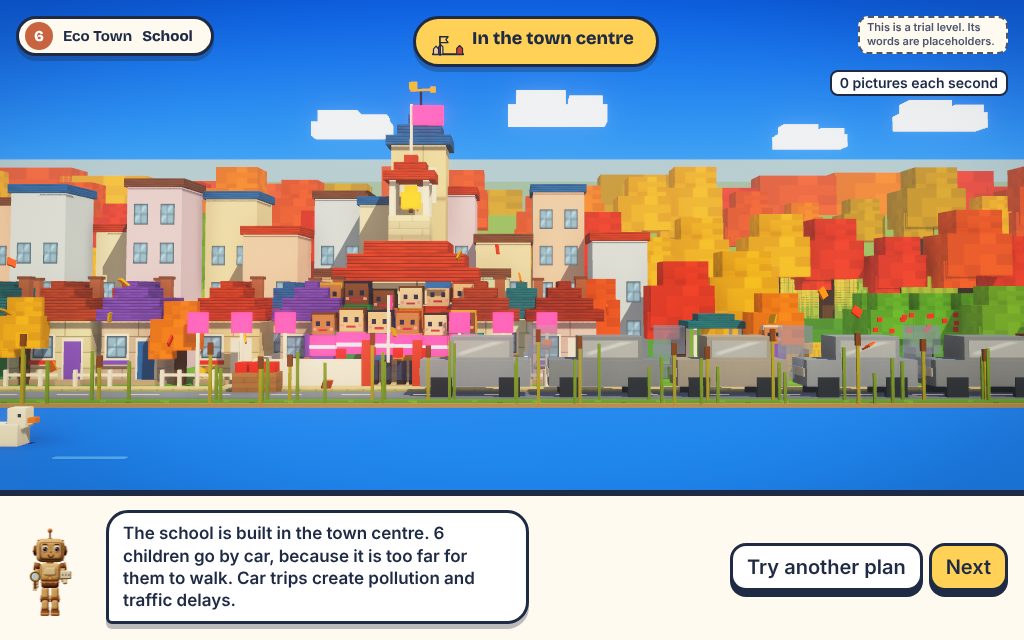 6 Eco Town School
In the town centre
This is a trial level. Its
words are placeholders.
0 pictures each second
The school is built in the town centre. 6
children go by car, because it is too far for
them to walk. Car trips create pollution and
traffic delays.
Try another plan
Next